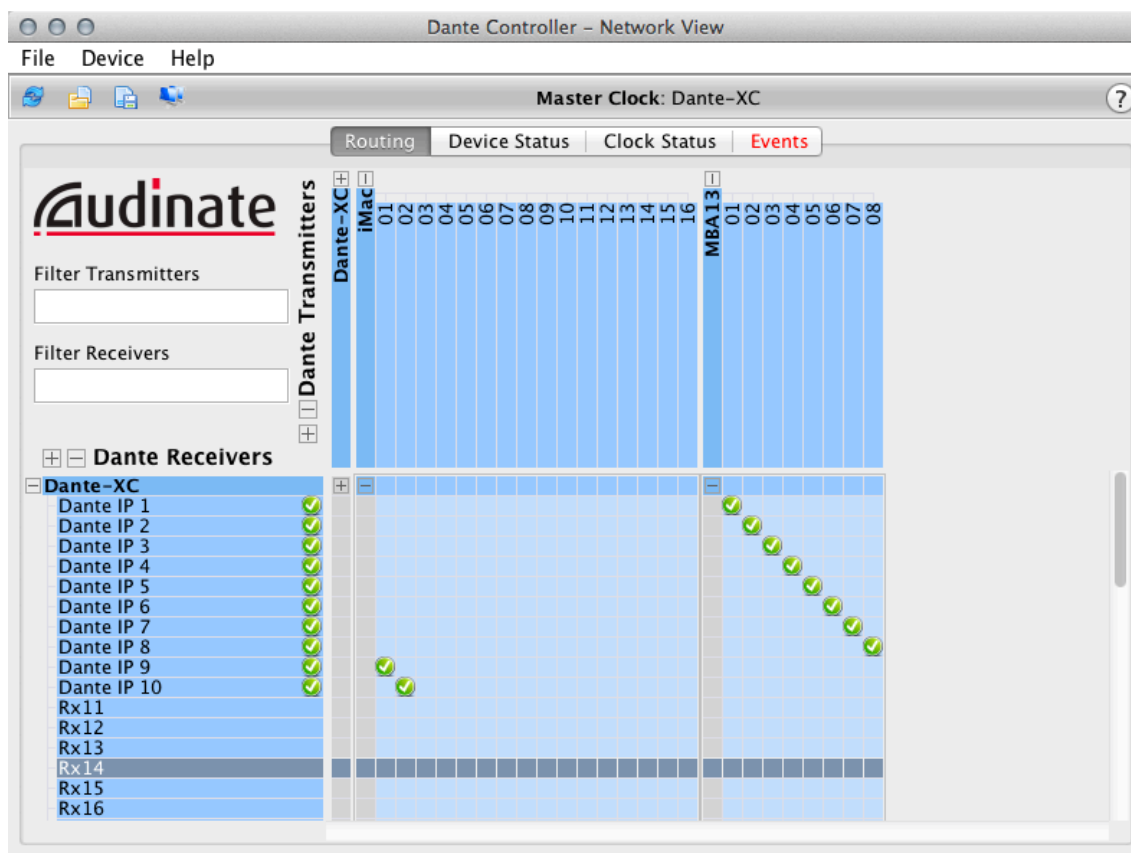 Dante Controller – Network View
File Device Help
Master Clock: Dante-XC
?
Routing Device Status Clock Status Events
Audinate
Filter Transmitters
Filter Receivers
Dante Transmitters
Dante-XC
iMac
01 02 03 04 05 06 07 08 09 10 11 12 13 14 15 16
MBA13
01 02 03 04 05 06 07 08
Dante Receivers
Dante-XC
Dante IP 1
Dante IP 2
Dante IP 3
Dante IP 4
Dante IP 5
Dante IP 6
Dante IP 7
Dante IP 8
Dante IP 9
Dante IP 10
Rx11
Rx12
Rx13
Rx14
Rx15
Rx16